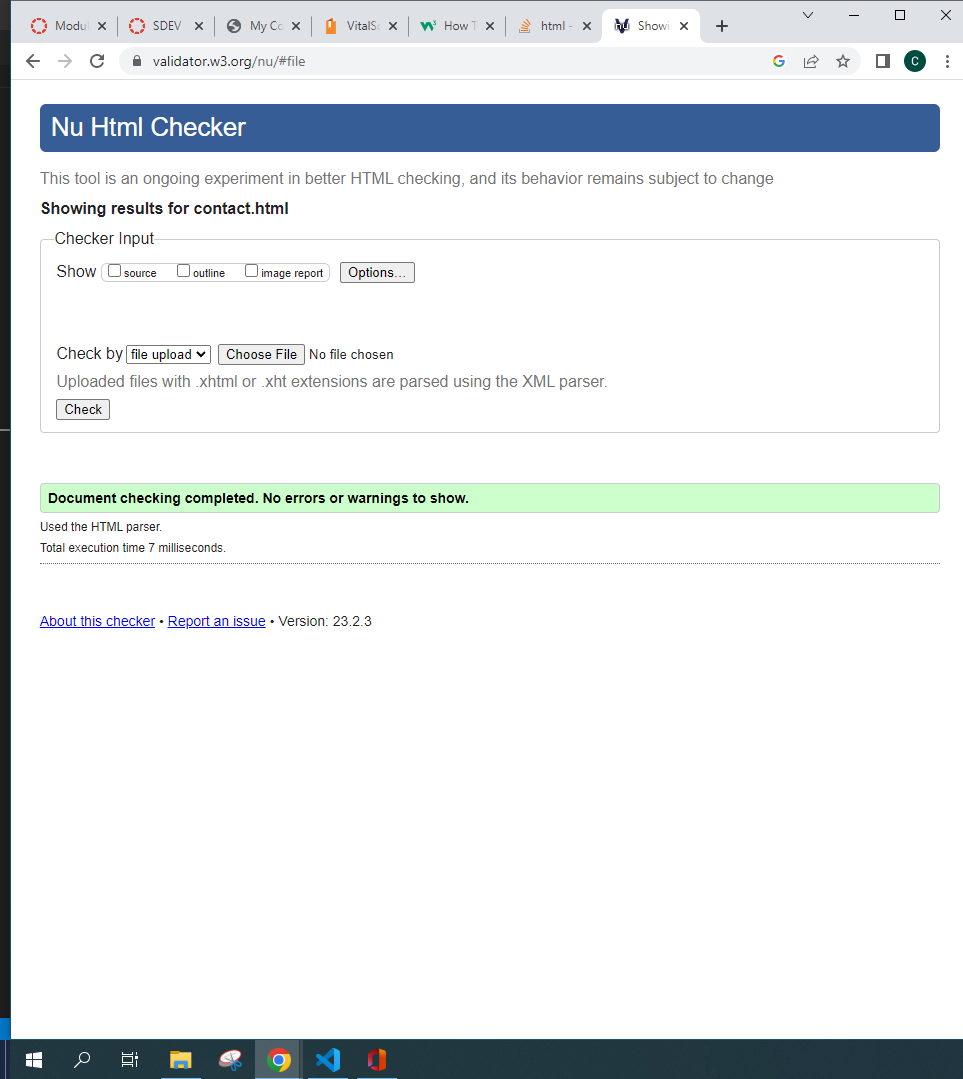 Modul
SDEV
My Co
VitalSo
How T
html -
Showi
validator.w3.org/nu/#file
C
Nu Html Checker
This tool is an ongoing experiment in better HTML checking, and its behavior remains subject to change
Showing results for contact.html
Checker Input
Show source outline image report Options...
Check by file upload Choose File No file chosen
Uploaded files with .xhtml or .xht extensions are parsed using the XML parser.
Check
Document checking completed. No errors or warnings to show.
Used the HTML parser.
Total execution time 7 milliseconds.
About this checker • Report an issue • Version: 23.2.3